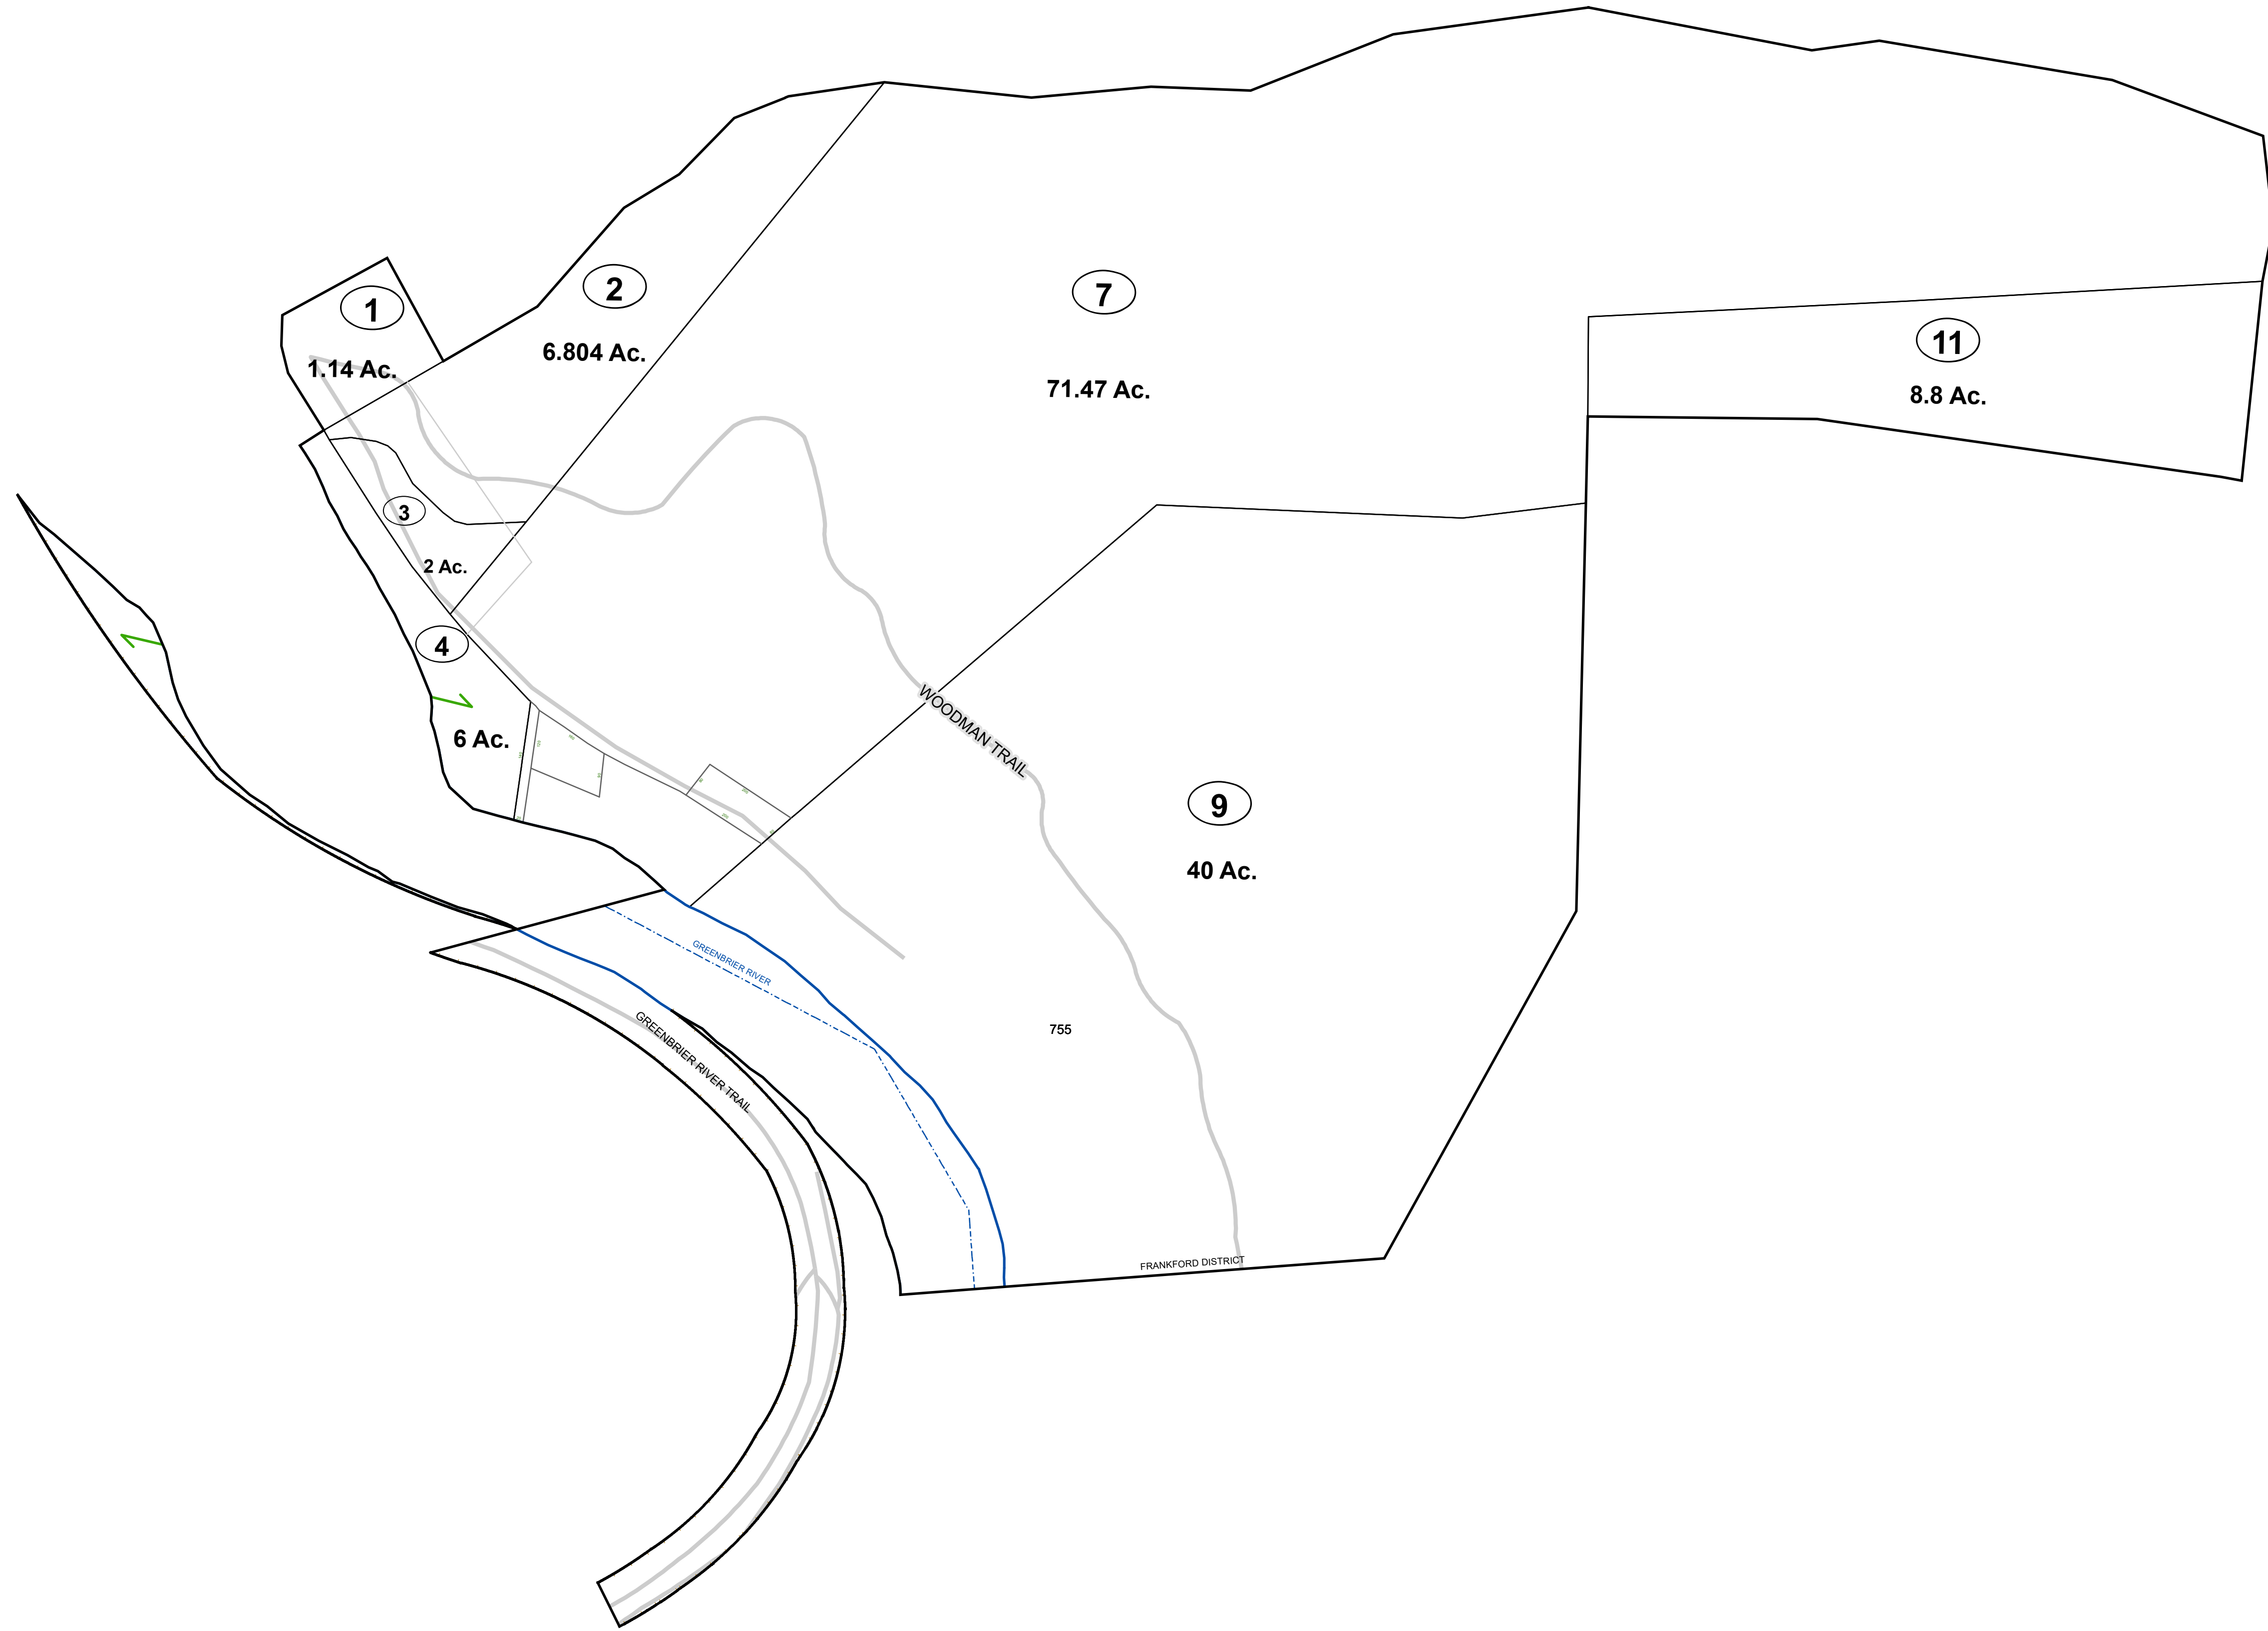 2
6.804 Ac.
7
71.47 Ac.
1
1.14 Ac.
11
8.8 Ac.
3
2 Ac.
4
6 Ac.
WOODMAN TRAIL
9
40 Ac.
GREENBRIER RIVER
GREENBRIER RIVER TRAIL
755
FRANKFORD DISTRICT